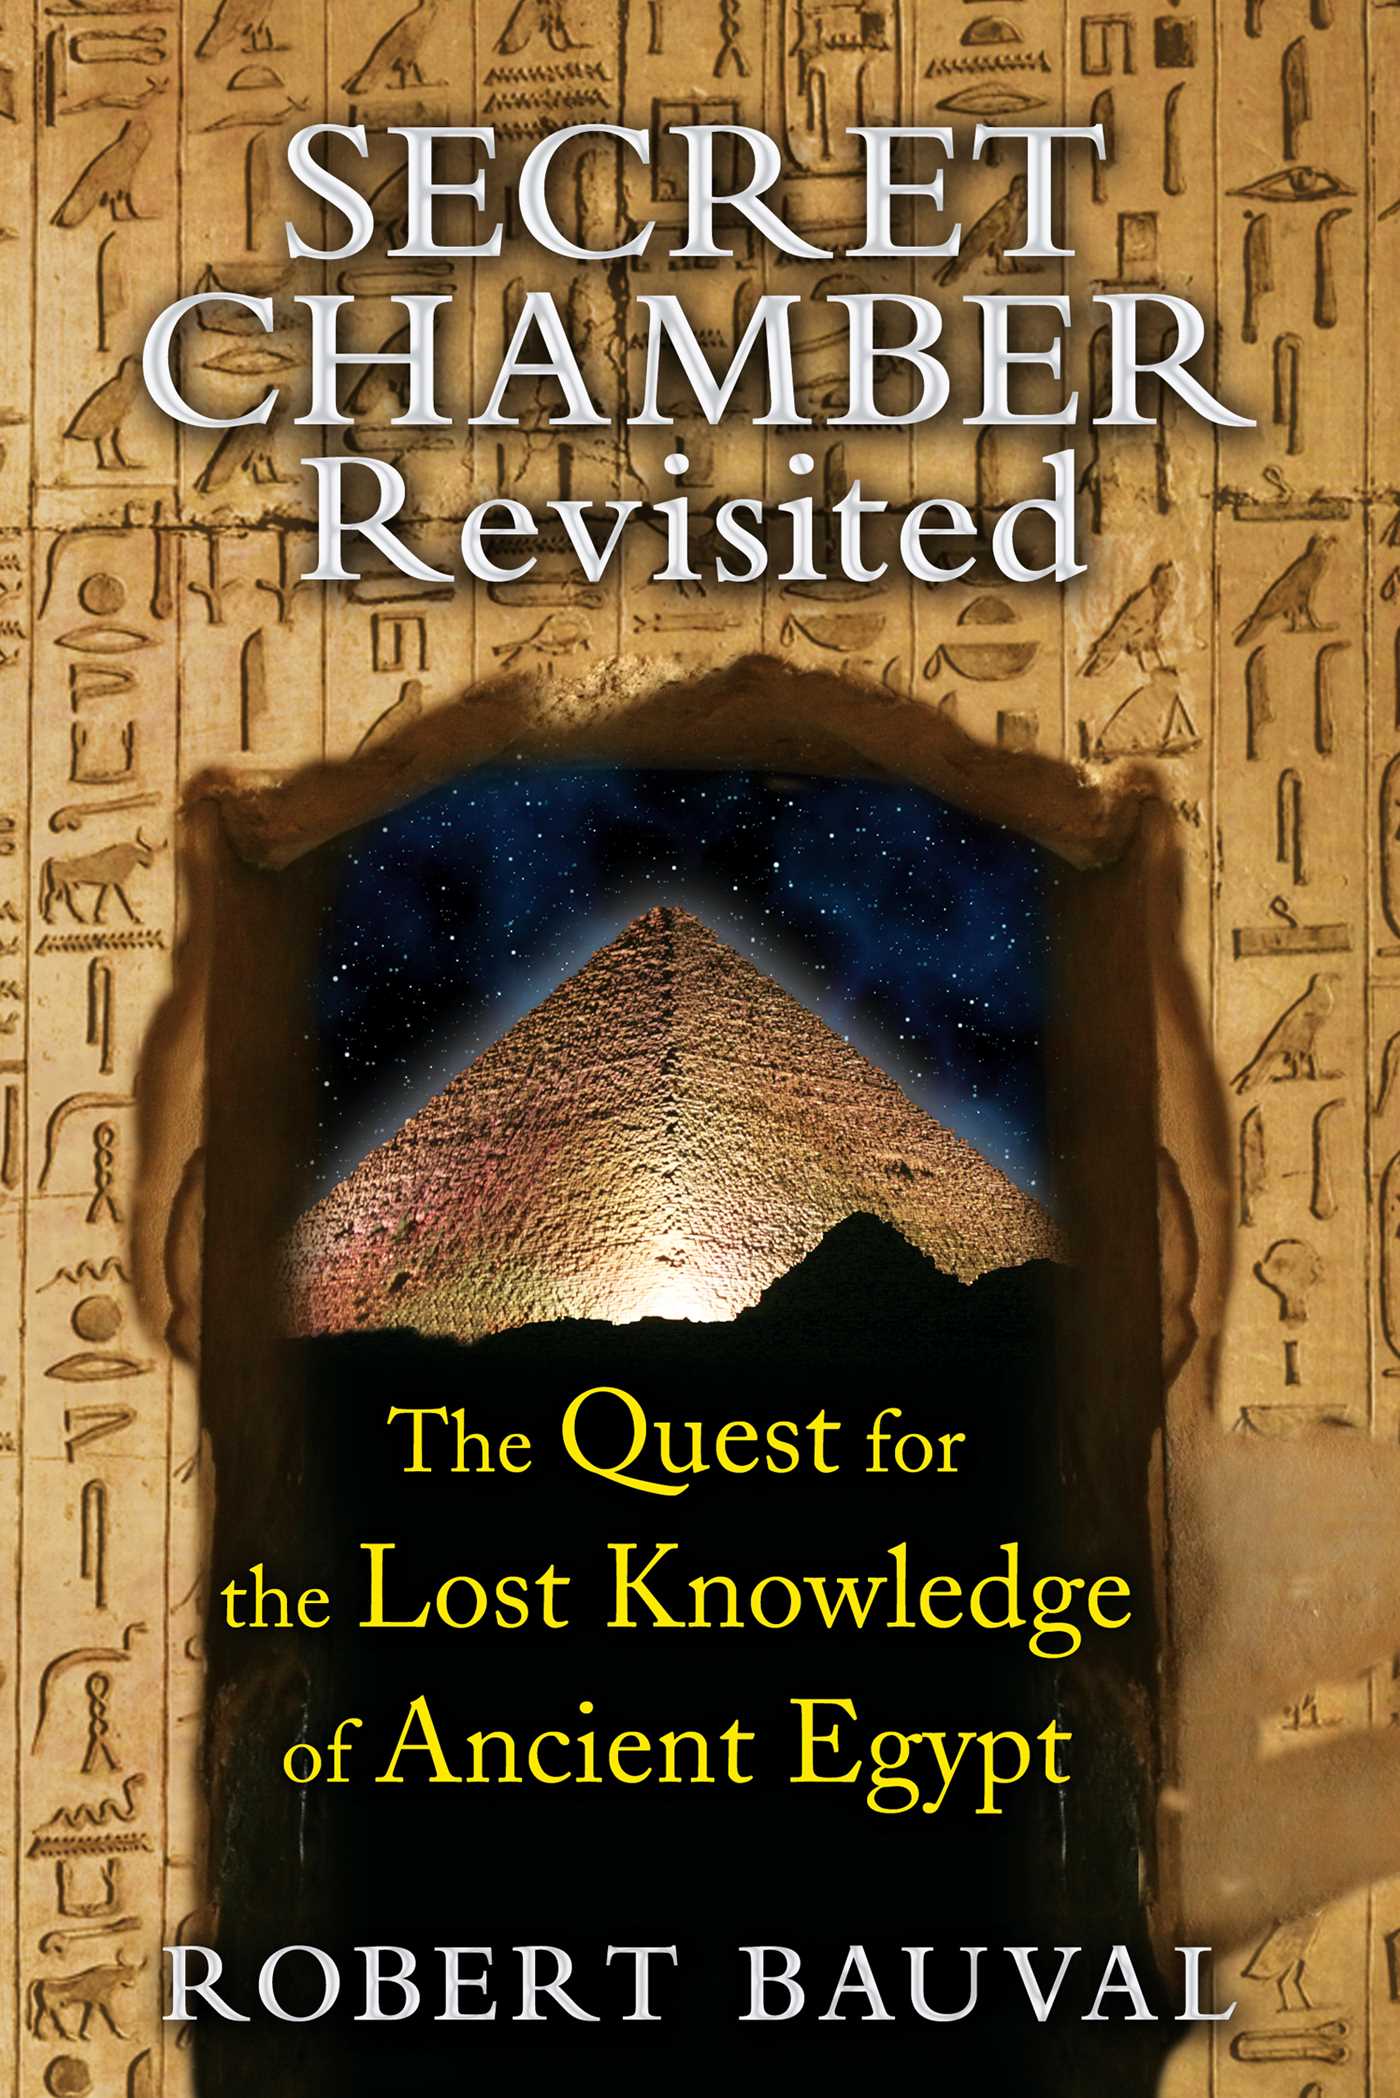 SECRET
CHAMBER
Revisited
The Quest for
the Lost Knowledge
of Ancient Egypt
ROBERT BAUVAL